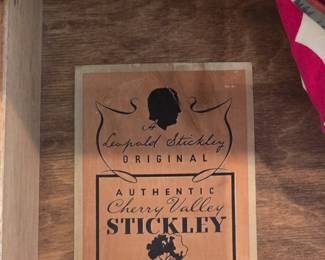 A
Leopold Stickley
ORIGINAL
AUTHENTIC
Cherry Valley
STICKLEY